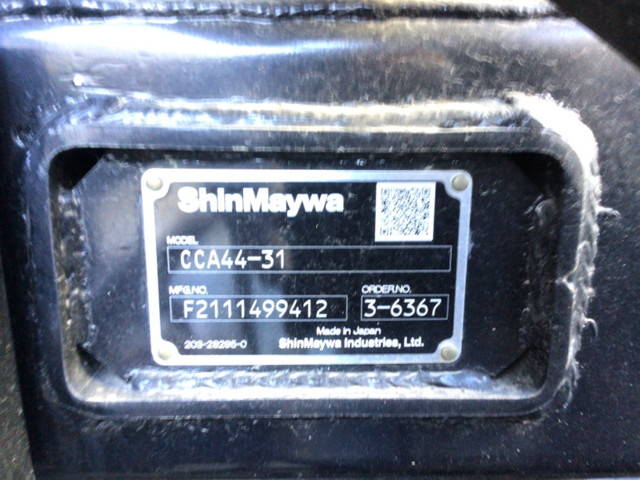 ShinMaywa
MODEL
CCA44-31
MFG.NO. ORDER.NO.
F2111499412 3-6367
Made in Japan
203-28295-0 ShinMaywa Industries, Ltd.